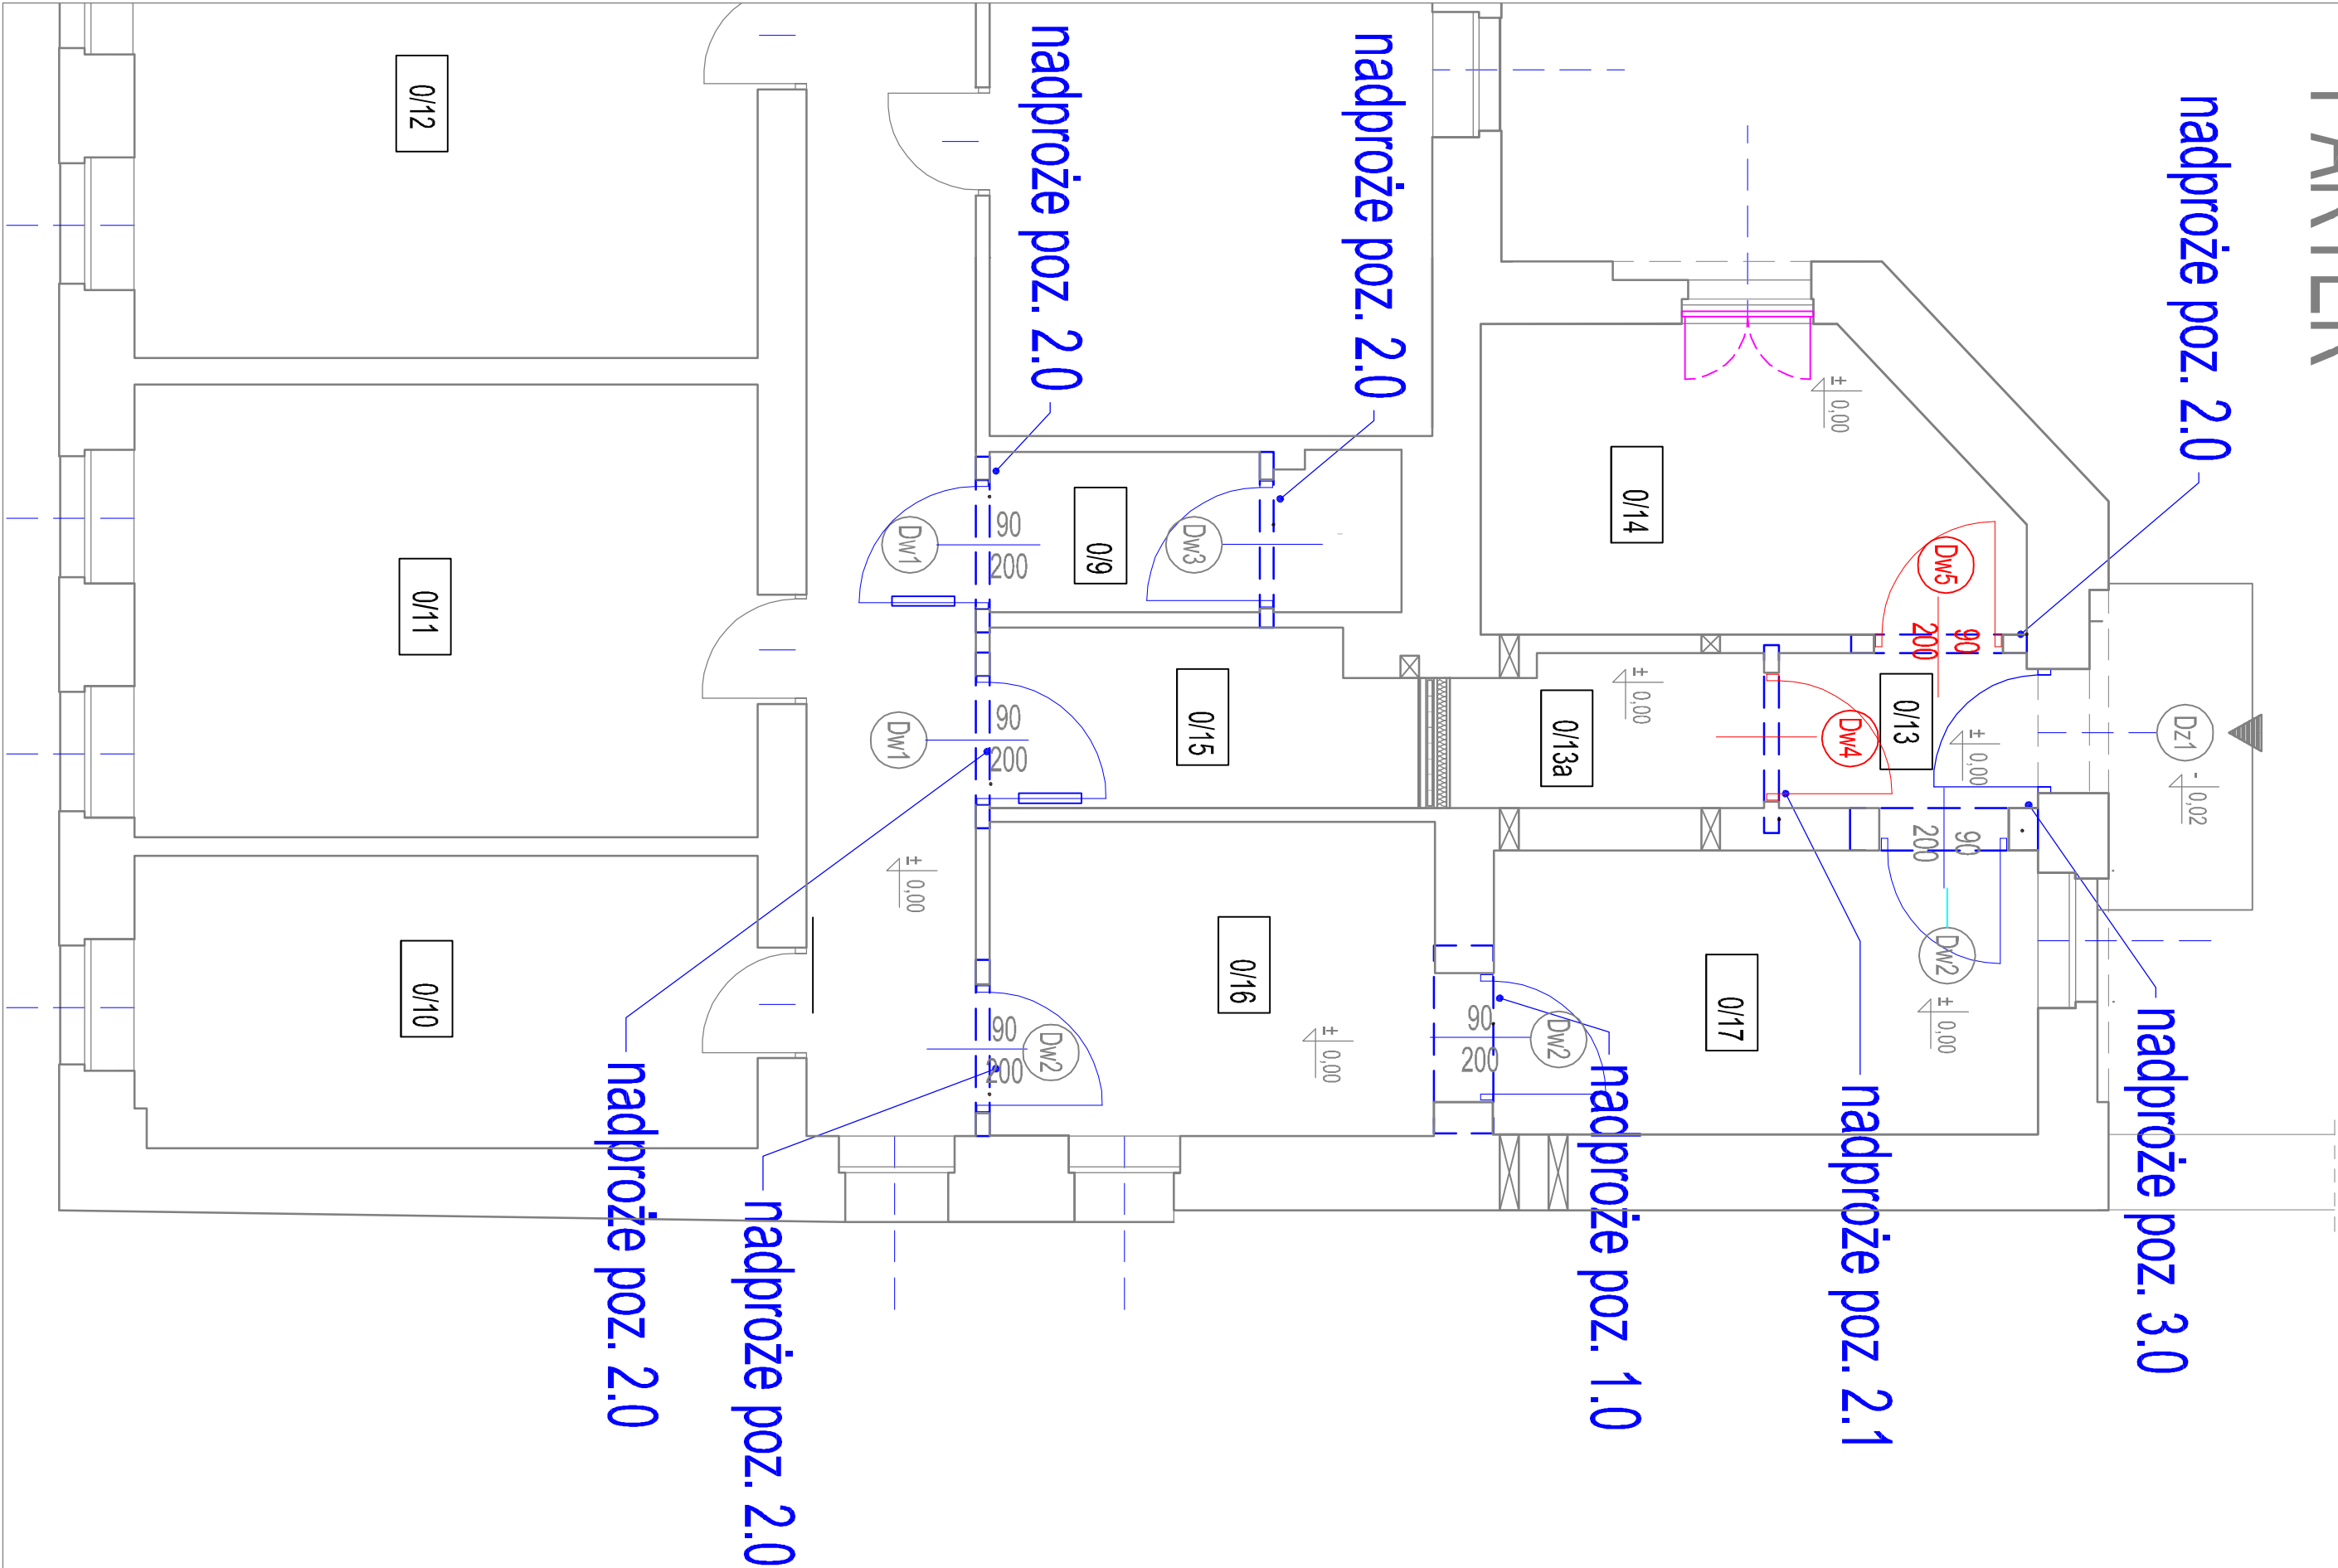 PARTER
nadproże poz. 2.0
nadproże poz. 2.0
nadproże poz. 2.0
0/12
0/11
0/10
0/9
0/14
0/15
0/13a
0/13
0/16
0/17
Dw1
90
200
Dw3
Dw5
90
200
Dw4
Dw1
90
200
Dz1
- 0,02
Dw2
90
200
Dw2
90
200
Dw2
90
200
± 0,00
± 0,00
± 0,00
± 0,00
± 0,00
± 0,00
nadproże poz. 2.0
nadproże poz. 2.0
nadproże poz. 1.0
nadproże poz. 2.1
nadproże poz. 3.0